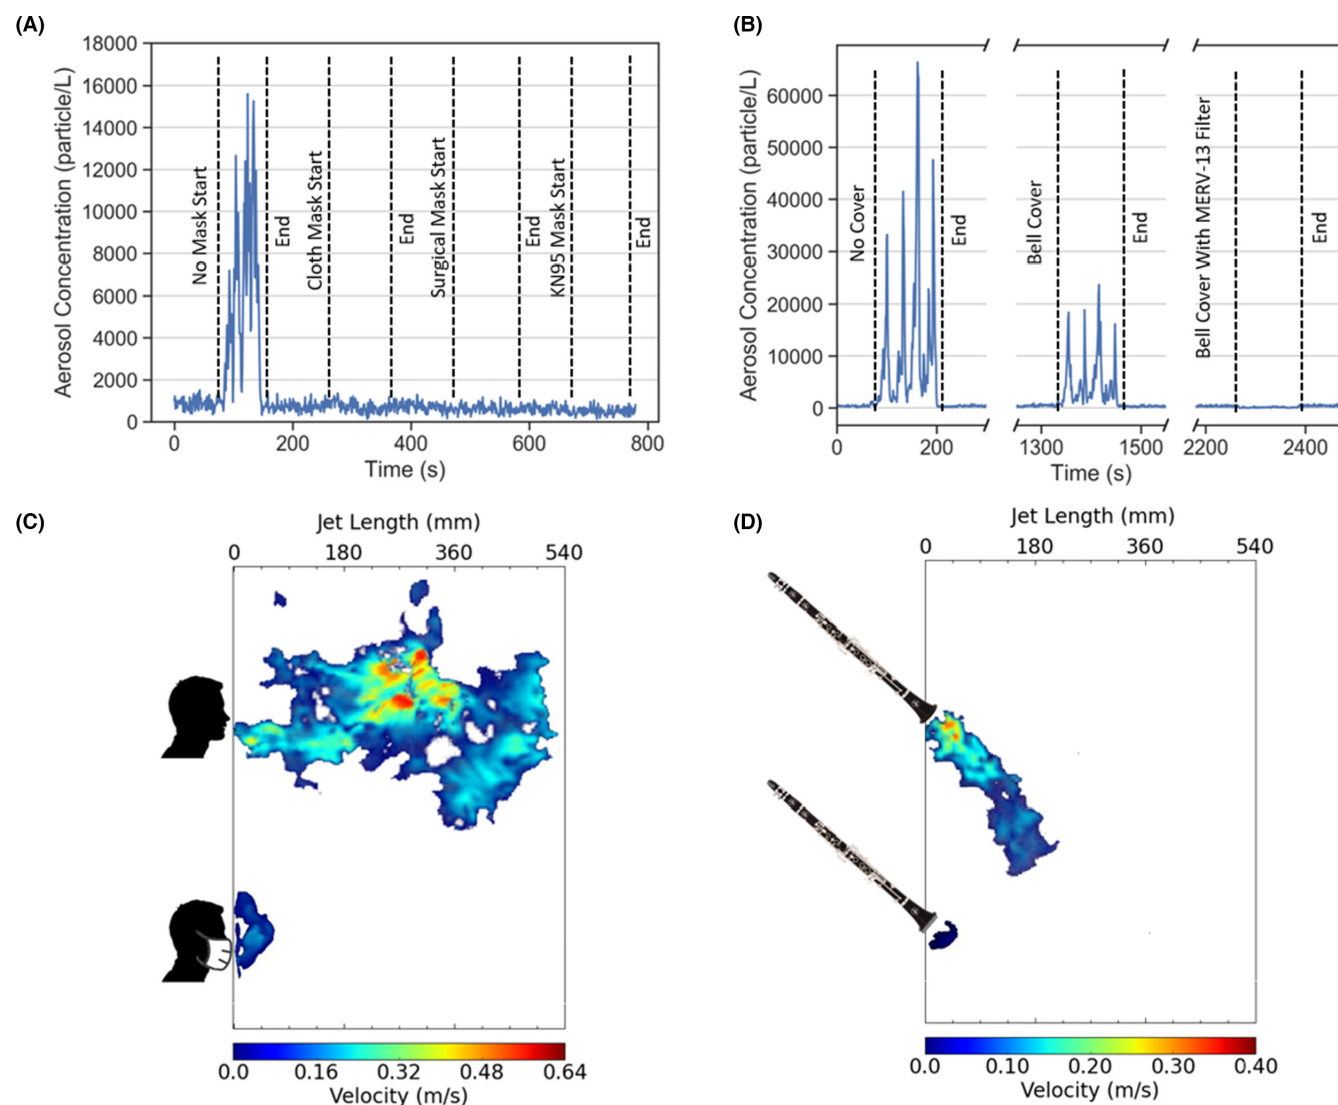 (A)
18000
16000
14000
12000
10000
8000
6000
4000
2000
0
Aerosol Concentration (particle/L)
No Mask Start
End
Cloth Mask Start
End
Surgical Mask Start
End
KN95 Mask Start
End
0 200 400 600 800
Time (s)
(B)
60000
50000
40000
30000
20000
10000
0
Aerosol Concentration (particle/L)
No Cover
End
Bell Cover
End
Bell Cover With MERV-13 Filter
End
0 200 1300 1500 2200 2400
Time (s)
(C)
Jet Length (mm)
0 180 360 540
0.0 0.16 0.32 0.48 0.64
Velocity (m/s)
(D)
Jet Length (mm)
0 180 360 540
0.0 0.10 0.20 0.30 0.40
Velocity (m/s)